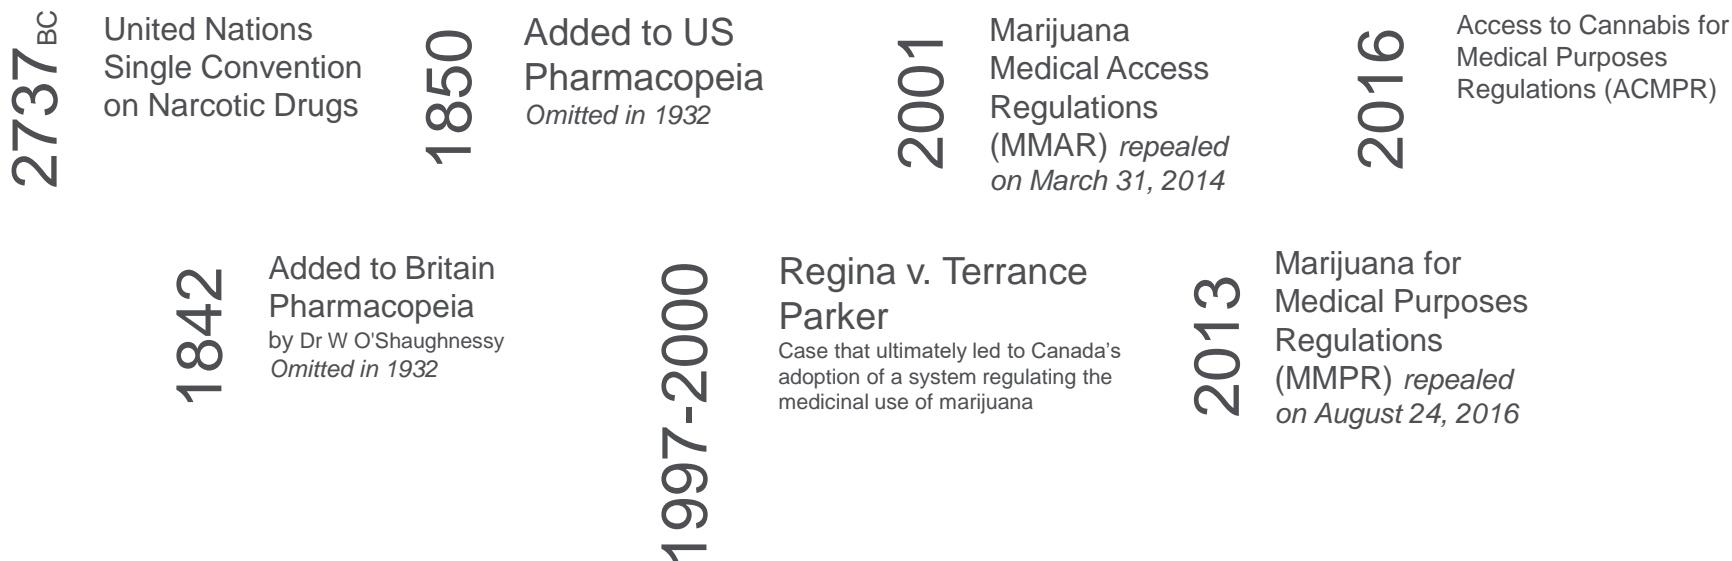 2737 BC
United Nations
Single Convention
on Narcotic Drugs
1850
Added to US
Pharmacopeia
Omitted in 1932
2001
Marijuana
Medical Access
Regulations
(MMAR) repealed
on March 31, 2014
2016
Access to Cannabis for
Medical Purposes
Regulations (ACMPR)
1842
Added to Britain
Pharmacopeia
by Dr W O'Shaughnessy
Omitted in 1932
1997-2000
Regina v. Terrance
Parker
Case that ultimately led to Canada’s
adoption of a system regulating the
medicinal use of marijuana
2013
Marijuana for
Medical Purposes
Regulations
(MMPR) repealed
on August 24, 2016